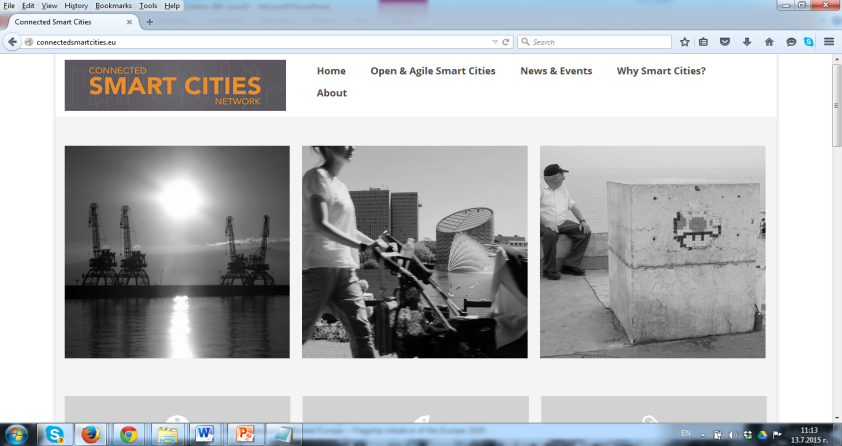 File Edit View History Bookmarks Tools Help
Connected Smart Cities
connectedsmartcities.eu
Search
CONNECTED
SMART CITIES
NETWORK
Home Open & Agile Smart Cities News & Events Why Smart Cities?
About
EN
11:13
13.7.2015 г.